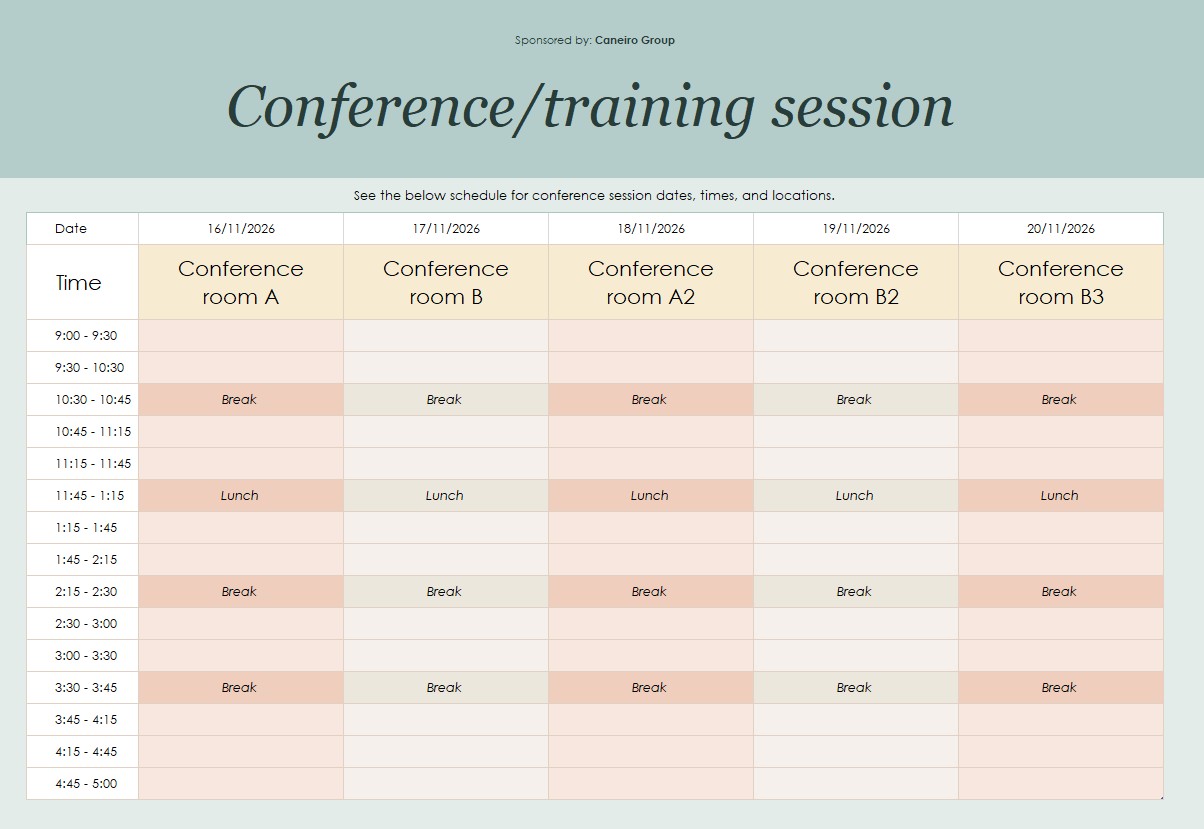 Sponsored by: Caneiro Group
Conference/training session
See the below schedule for conference session dates, times, and locations.
Date 16/11/2026 17/11/2026 18/11/2026 19/11/2026 20/11/2026
Time Conference room A Conference room B Conference room A2 Conference room B2 Conference room B3
9:00 - 9:30
9:30 - 10:30
10:30 - 10:45 Break Break Break Break Break
10:45 - 11:15
11:15 - 11:45
11:45 - 1:15 Lunch Lunch Lunch Lunch Lunch
1:15 - 1:45
1:45 - 2:15
2:15 - 2:30 Break Break Break Break Break
2:30 - 3:00
3:00 - 3:30
3:30 - 3:45 Break Break Break Break Break
3:45 - 4:15
4:15 - 4:45
4:45 - 5:00